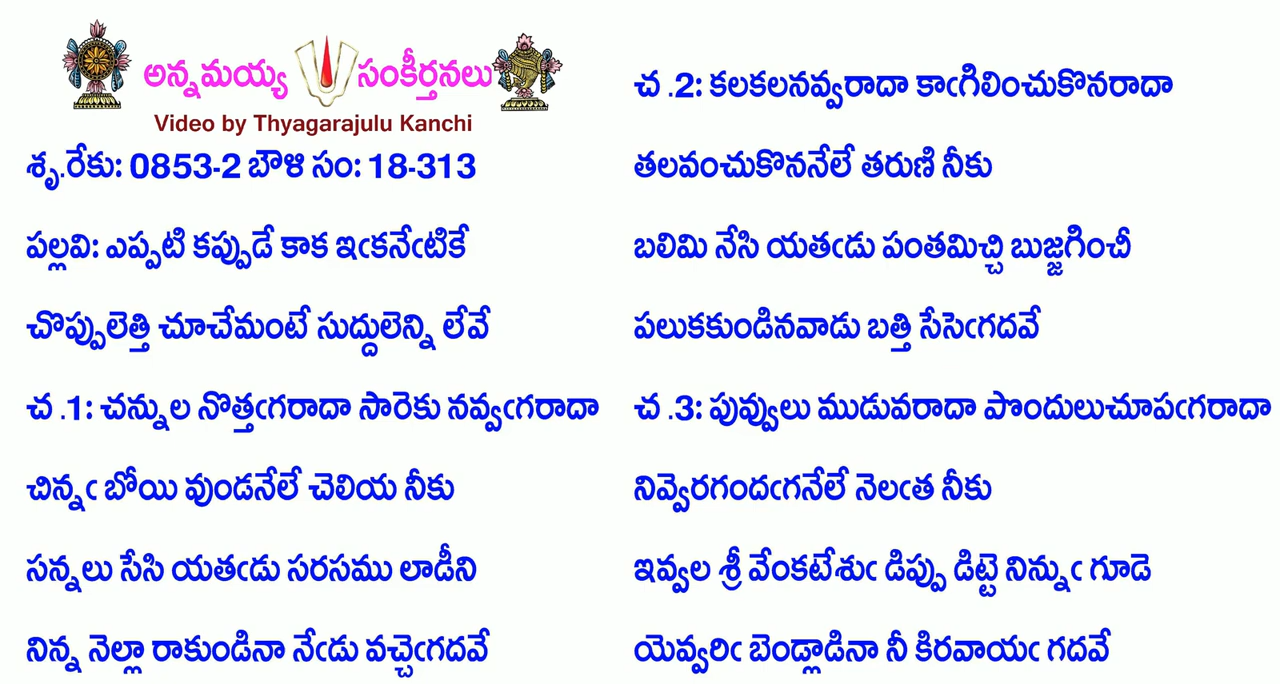 అన్నమయ్య సంకీర్తనలు
Video by Thyagarajulu Kanchi
శృ.రేకు: 0853-2 బౌళి సం: 18-313
పల్లవి: ఎప్పటి కప్పుడే కాక ఇఁకనేఁటికే
చొప్పులెత్తి చూచేమంటే సుద్దులెన్ని లేవే
చ .1: చన్నుల నొత్తఁగరాదా సారెకు నవ్వఁగరాదా
చిన్నఁ బోయి వుండనేలే చెలియ నీకు
సన్నలు సేసి యతఁడు సరసము లాడీని
నిన్న నెల్లా రాకుండినా నేఁడు వచ్చెఁగదవే
చ .2: కలకలనవ్వరాదా కాఁగిలించుకొనరాదా
తలవంచుకొననేలే తరుణి నీకు
బలిమి నేసి యతఁడు పంతమిచ్చి బుజ్జగించీ
పలుకకుండినవాడు బత్తి సేసెఁగదవే
చ .3: పువ్వులు ముడువరాదా పొందులుచూపఁగరాదా
నివ్వెరగందఁగనేలే నెలఁత నీకు
ఇవ్వల శ్రీ వేంకటేశుఁ డిప్పు డిట్టె నిన్నుఁ గూడె
యెవ్వరిఁ బెండ్లాడినా నీ కిరవాయఁ గదవే